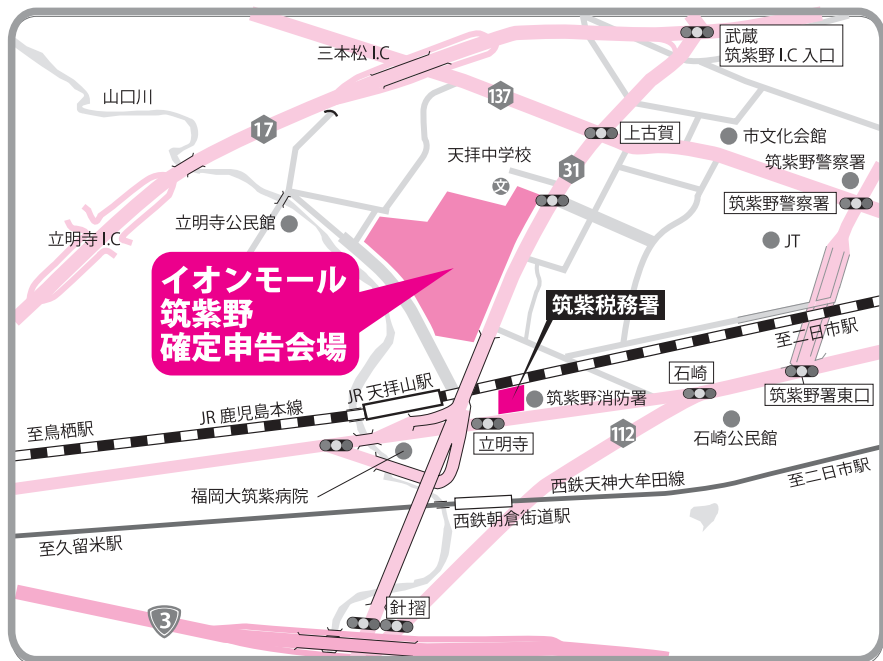 武蔵
筑紫野 I.C 入口
三本松 I.C
山口川
137
17
上古賀
市文化会館
天拝中学校
筑紫野警察署
31
文
筑紫野警察署
立明寺公民館
立明寺 I.C
JT
イオンモール
筑紫野
確定申告会場
筑紫税務署
至二日市駅
石崎
JR 天拝山駅
筑紫野消防署
筑紫野署東口
JR 鹿児島本線
至鳥栖駅
立明寺
112
石崎公民館
福岡大筑紫病院
西鉄天神大牟田線
至二日市駅
西鉄朝倉街道駅
至久留米駅
針摺
3